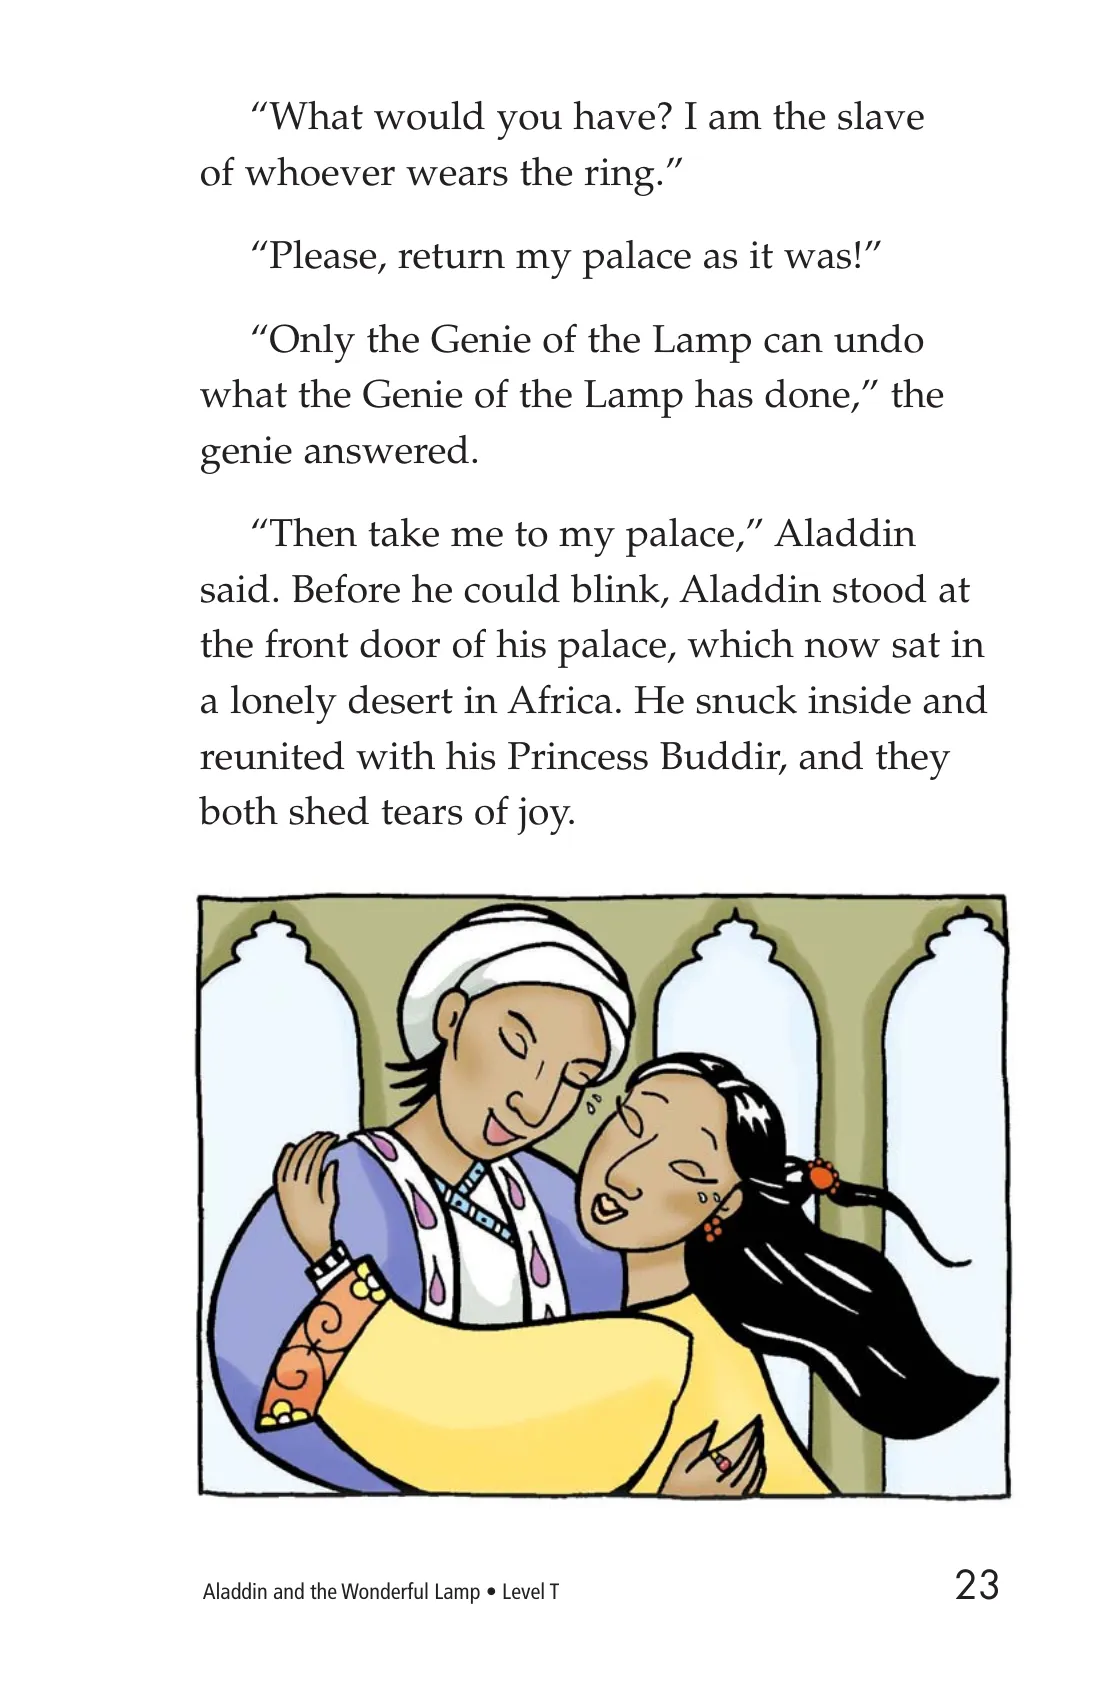 “What would you have? I am the slave
of whoever wears the ring.”
“Please, return my palace as it was!”
“Only the Genie of the Lamp can undo
what the Genie of the Lamp has done,” the
genie answered.
“Then take me to my palace,” Aladdin
said. Before he could blink, Aladdin stood at
the front door of his palace, which now sat in
a lonely desert in Africa. He snuck inside and
reunited with his Princess Buddir, and they
both shed tears of joy.
Aladdin and the Wonderful Lamp • Level T
23